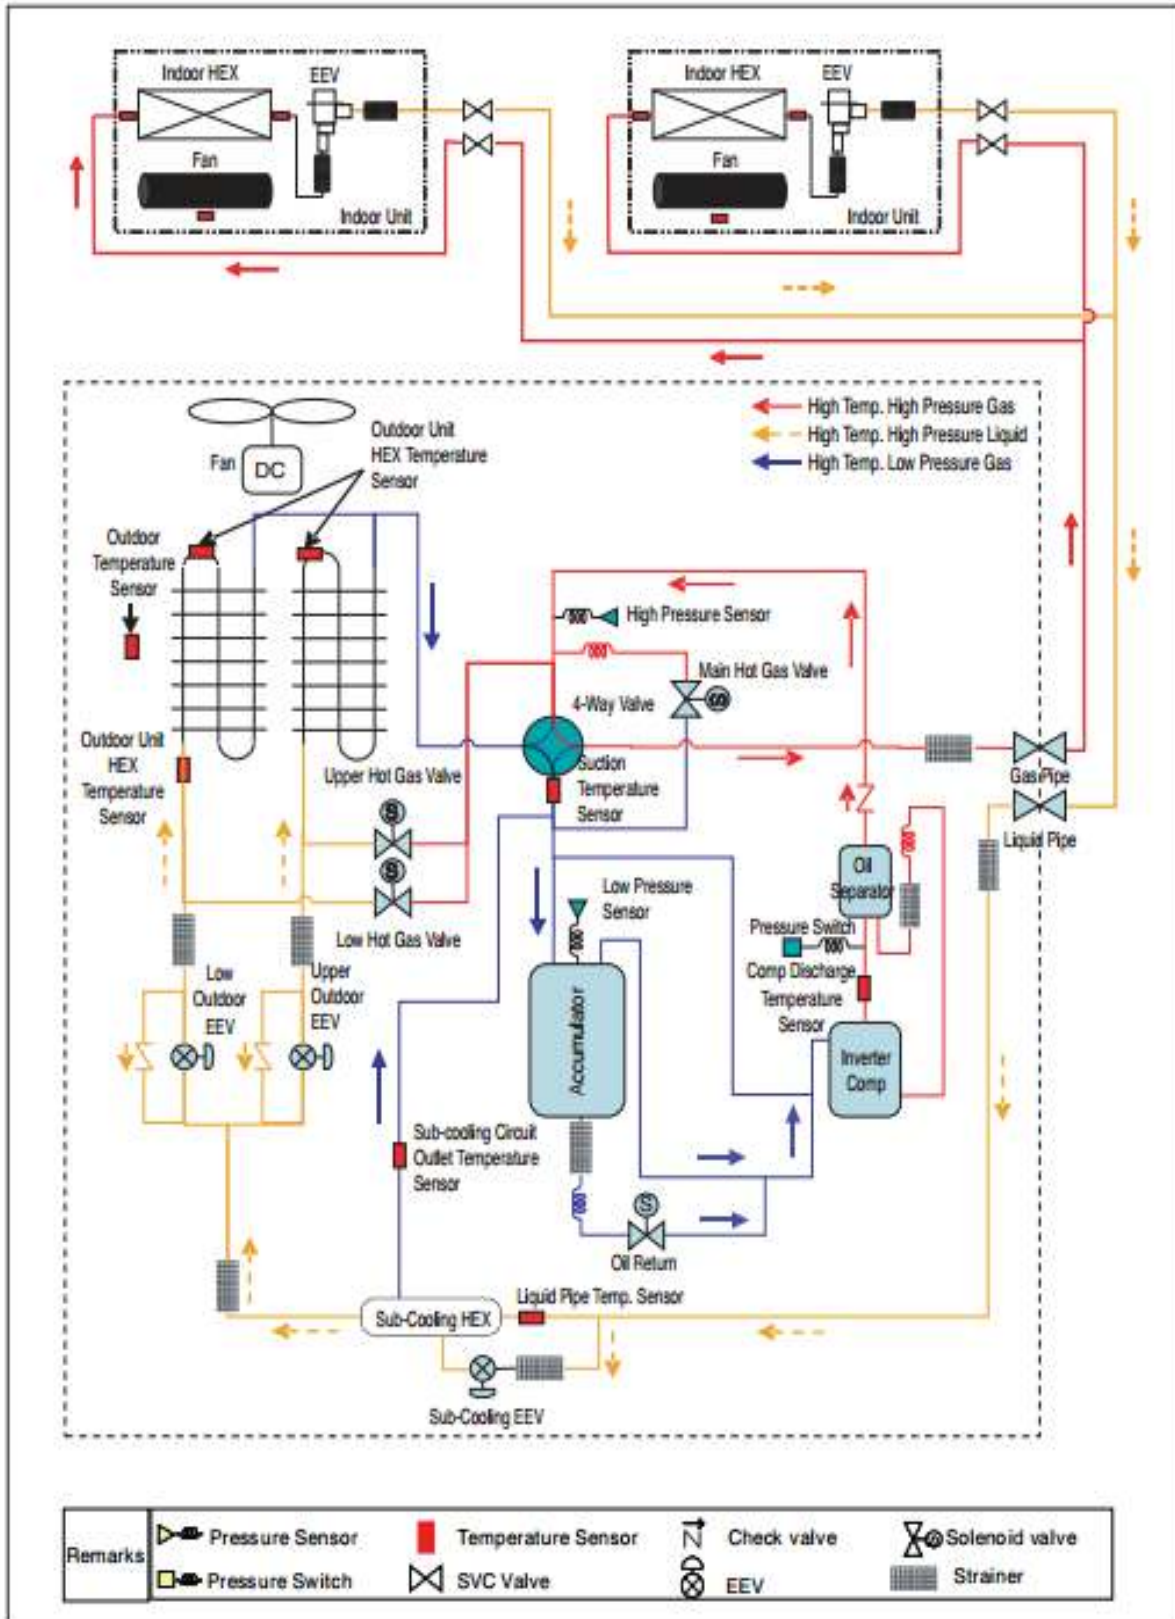 Indoor HEX
EEV
Fan
Indoor Unit
Indoor HEX
EEV
Fan
Indoor Unit
High Temp. High Pressure Gas
High Temp. High Pressure Liquid
High Temp. Low Pressure Gas
Fan
DC
Outdoor Unit
HEX Temperature
Sensor
Outdoor
Temperature
Sensor
High Pressure Sensor
Main Hot Gas Valve
4-Way Valve
Outdoor Unit
HEX
Temperature
Sensor
Upper Hot Gas Valve
S
Suction
Temperature
Sensor
Gas Pipe
Liquid Pipe
S
Low Hot Gas Valve
Low Pressure
Sensor
Oil
Separator
Pressure Switch
Comp Discharge
Temperature
Sensor
Low
Outdoor
EEV
Upper
Outdoor
EEV
Accumulator
Inverter
Comp
Sub-cooling Circuit
Outlet Temperature
Sensor
S
Oil Return
Liquid Pipe Temp. Sensor
Sub-Cooling HEX
Sub-Cooling EEV
Remarks
Pressure Sensor
Temperature Sensor
Check valve
Solenoid valve
Pressure Switch
SVC Valve
EEV
Strainer